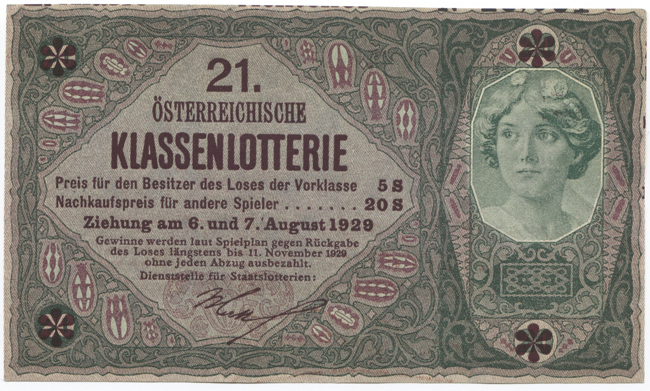 21.
ÖSTERREICHISCHE
KLASSENLOTTERIE
Preis für den Besitzer des Loses der Vorklasse 5 S
Nachkaufspreis für andere Spieler ....... 20 S
Ziehung am 6. und 7. August 1929
Gewinne werden laut Spielplan gegen Rückgabe
des Loses längstens bis 11. November 1929
ohne jeden Abzug ausbezahlt.
Dienststelle für Staatslotterien: